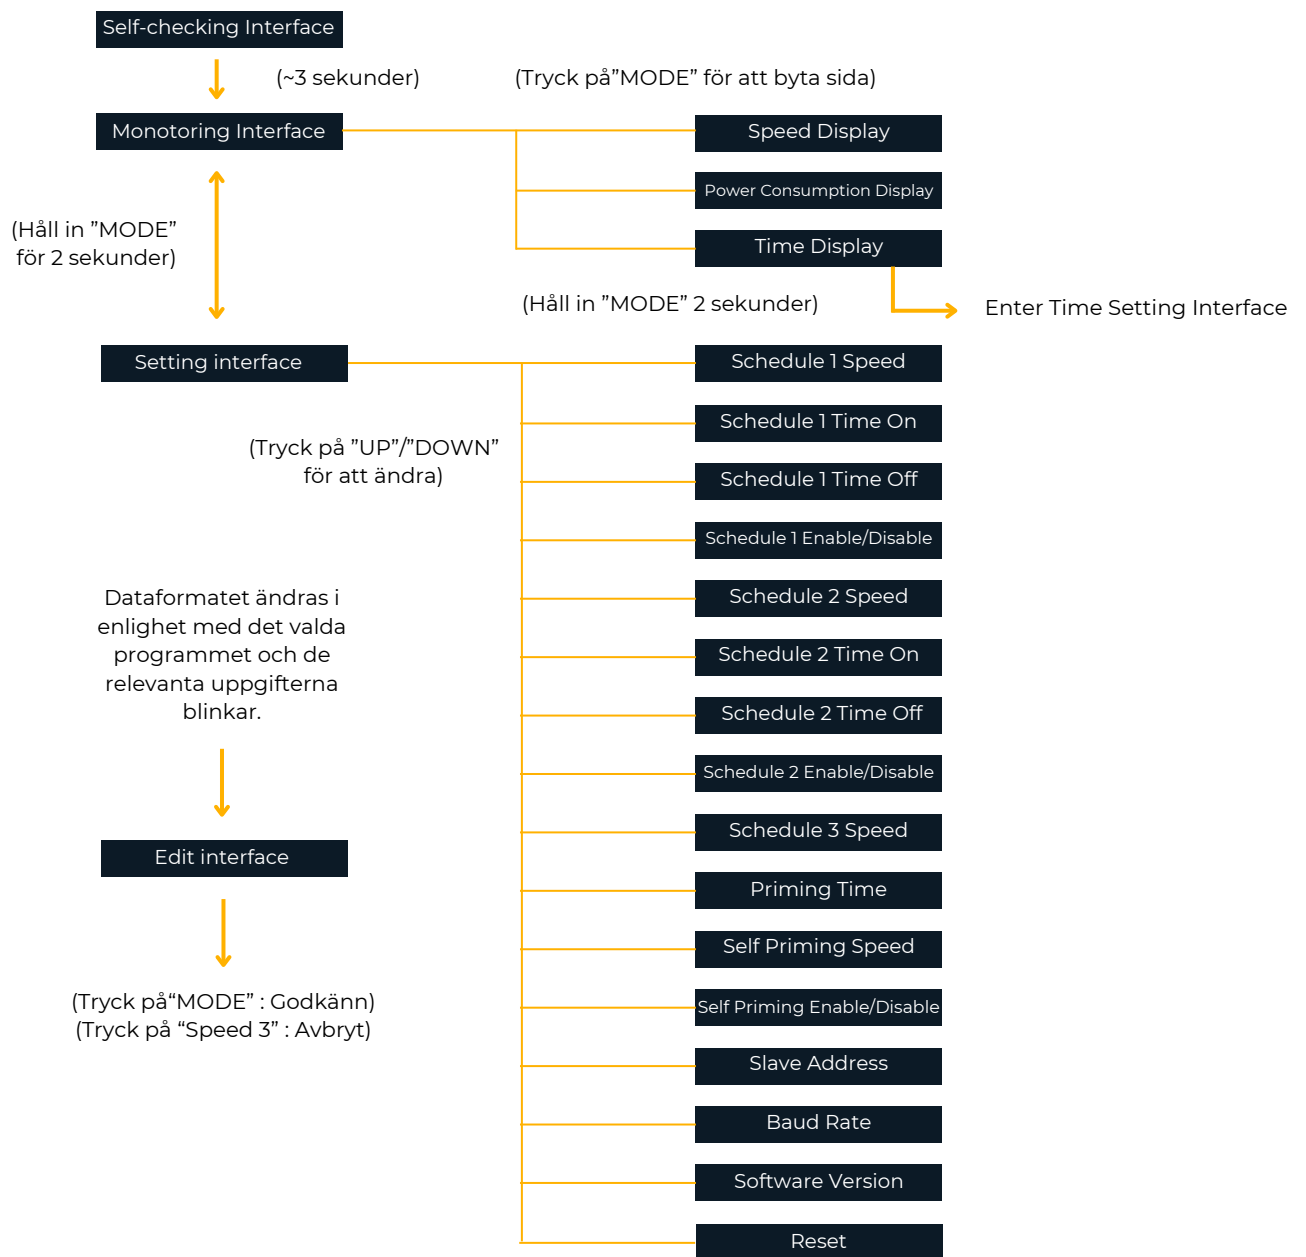 Self-checking Interface
(~3 sekunder)
(Tryck på”MODE” för att byta sida)
Monotoring Interface
Speed Display
Power Consumption Display
Time Display
(Håll in ”MODE”
för 2 sekunder)
(Håll in ”MODE” 2 sekunder)
Enter Time Setting Interface
Setting interface
(Tryck på ”UP”/”DOWN”
för att ändra)
Schedule 1 Speed
Schedule 1 Time On
Schedule 1 Time Off
Schedule 1 Enable/Disable
Schedule 2 Speed
Schedule 2 Time On
Schedule 2 Time Off
Schedule 2 Enable/Disable
Schedule 3 Speed
Priming Time
Self Priming Speed
Self Priming Enable/Disable
Slave Address
Baud Rate
Software Version
Reset
Dataformatet ändras i
enlighet med det valda
programmet och de
relevanta uppgifterna
blinkar.
Edit interface
(Tryck på“MODE” : Godkänn)
(Tryck på “Speed 3” : Avbryt)